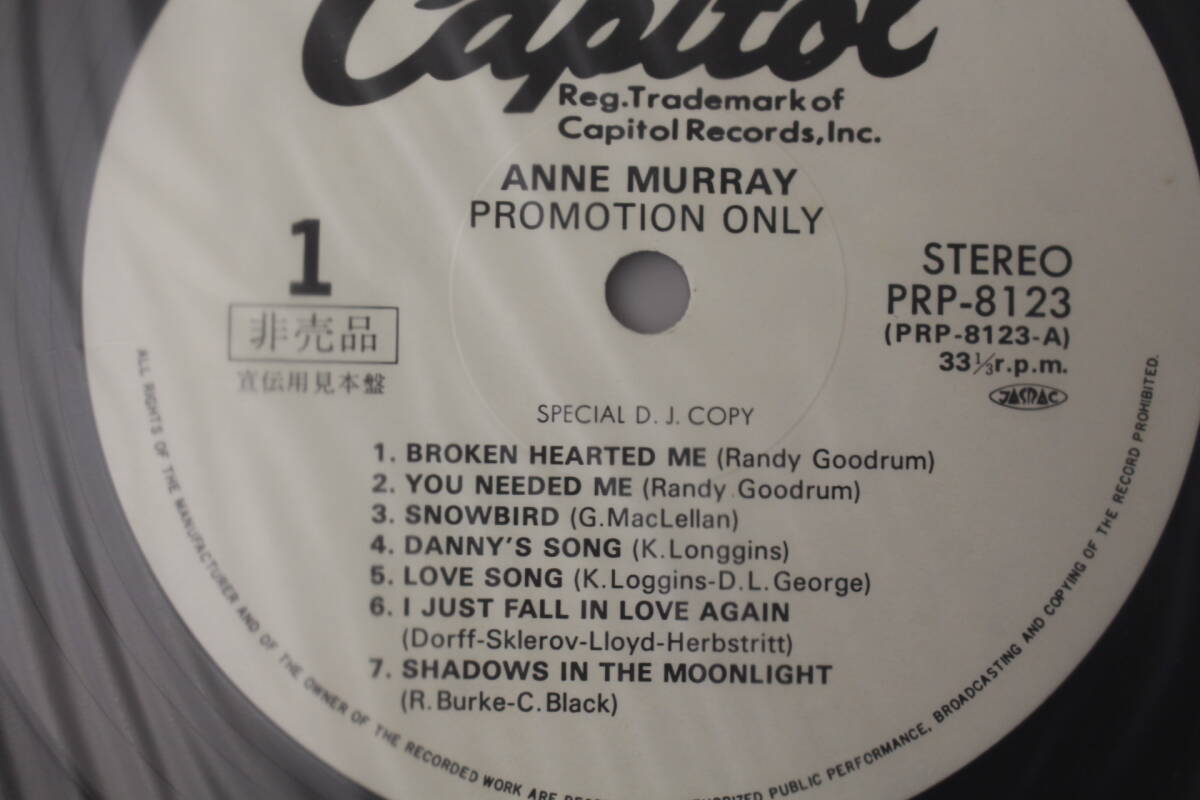 Capitol
Reg. Trademark of
Capitol Records, Inc.
ANNE MURRAY
PROMOTION ONLY
1
非売品
宣伝用見本盤
STEREO
PRP-8123
(PRP-8123-A)
33⅓r.p.m.
JASRAC
SPECIAL D. J. COPY
1. BROKEN HEARTED ME (Randy Goodrum)
2. YOU NEEDED ME (Randy Goodrum)
3. SNOWBIRD (G.MacLellan)
4. DANNY'S SONG (K.Longgins)
5. LOVE SONG (K.Loggins-D.L.George)
6. I JUST FALL IN LOVE AGAIN
(Dorff-Sklerov-Lloyd-Herbstritt)
7. SHADOWS IN THE MOONLIGHT
(R.Burke-C.Black)
ALL RIGHTS OF THE MANUFACTURER AND OF THE OWNER OF THE RECORDED WORK ARE PUBLIC PERFORMANCE, BROADCASTING AND COPYING OF THE RECORD PROHIBITED.